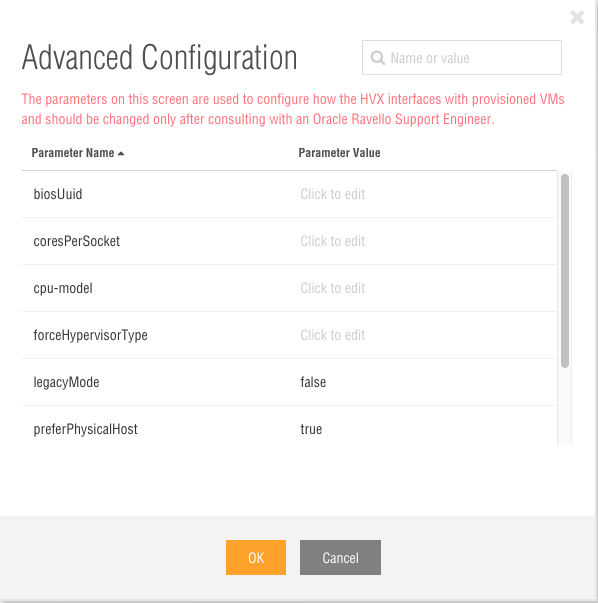 Advanced Configuration
Name or value
The parameters on this screen are used to configure how the HVX interfaces with provisioned VMs
and should be changed only after consulting with an Oracle Ravello Support Engineer.
Parameter Name Parameter Value
biosUuid Click to edit
coresPerSocket Click to edit
cpu-model Click to edit
forceHypervisorType Click to edit
legacyMode false
preferPhysicalHost true
OK Cancel